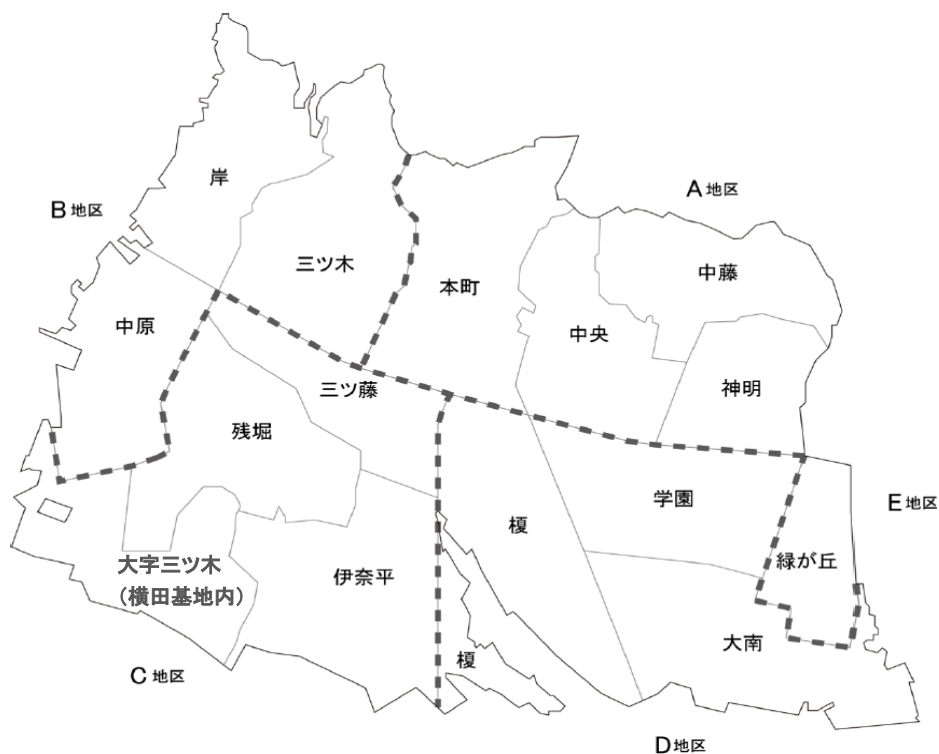 岸
A地区
B地区
三ツ木
中藤
本町
中原
中央
三ツ藤
神明
残堀
学園
E地区
榎
緑が丘
大字三ツ木
(横田基地内)
伊奈平
大南
榎
C地区
D地区